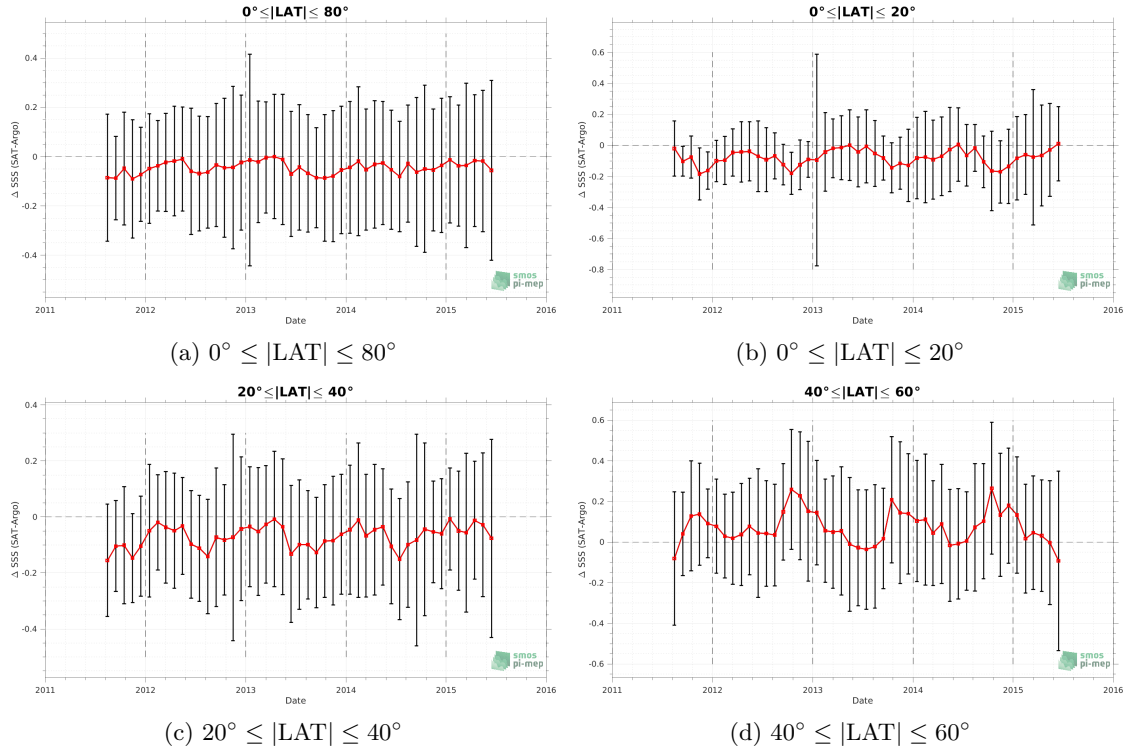 0°≤|LAT|≤ 80°
Δ SSS (SAT-Argo)
0.4
0.2
0
-0.2
-0.4
2011
2012
2013
2014
2015
2016
Date
smos
pi-mep
(a) 0° ≤ |LAT| ≤ 80°
0°≤|LAT|≤ 20°
Δ SSS (SAT-Argo)
0.6
0.4
0.2
0
-0.2
-0.4
-0.6
-0.8
2011
2012
2013
2014
2015
2016
Date
smos
pi-mep
(b) 0° ≤ |LAT| ≤ 20°
20°≤|LAT|≤ 40°
Δ SSS (SAT-Argo)
0.4
0.2
0
-0.2
-0.4
2011
2012
2013
2014
2015
2016
Date
smos
pi-mep
(c) 20° ≤ |LAT| ≤ 40°
40°≤|LAT|≤ 60°
Δ SSS (SAT-Argo)
0.6
0.4
0.2
0
-0.2
-0.4
-0.6
2011
2012
2013
2014
2015
2016
Date
smos
pi-mep
(d) 40° ≤ |LAT| ≤ 60°